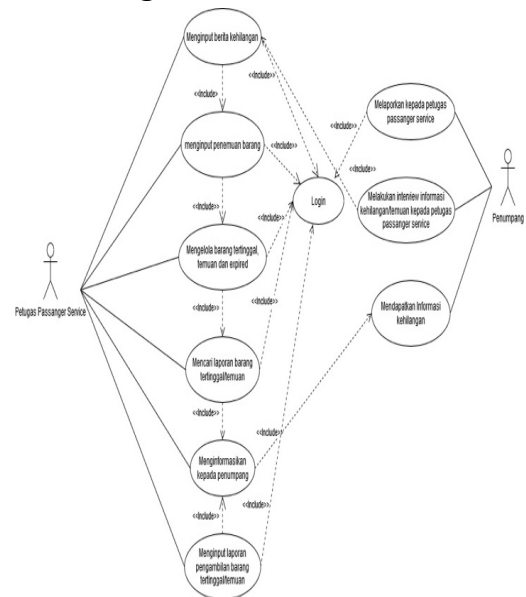 Menginput berita kehilangan
<<Include>>
<<Include>>
<<Include>>
Melaporkan kepada petugas
passanger service
menginput penemuan barang
<<Include>>
<<Include>>
Login
Melakukan interview informasi
kehilangan/temuan kepada petugas
passanger service
Penumpang
<<Include>>
<<Include>>
Mengelola barang tertinggal,
temuan dan expired
Petugas Passanger Service
Mendapatkan Informasi
kehilangan
<<Include>>
Mencari laporan barang
tertinggal/temuan
<<Include>>
<<Include>>
Menginformasikan
kepada penumpang
<<Include>>
<<Include>>
Menginput laporan
pengambilan barang
tertinggal/temuan